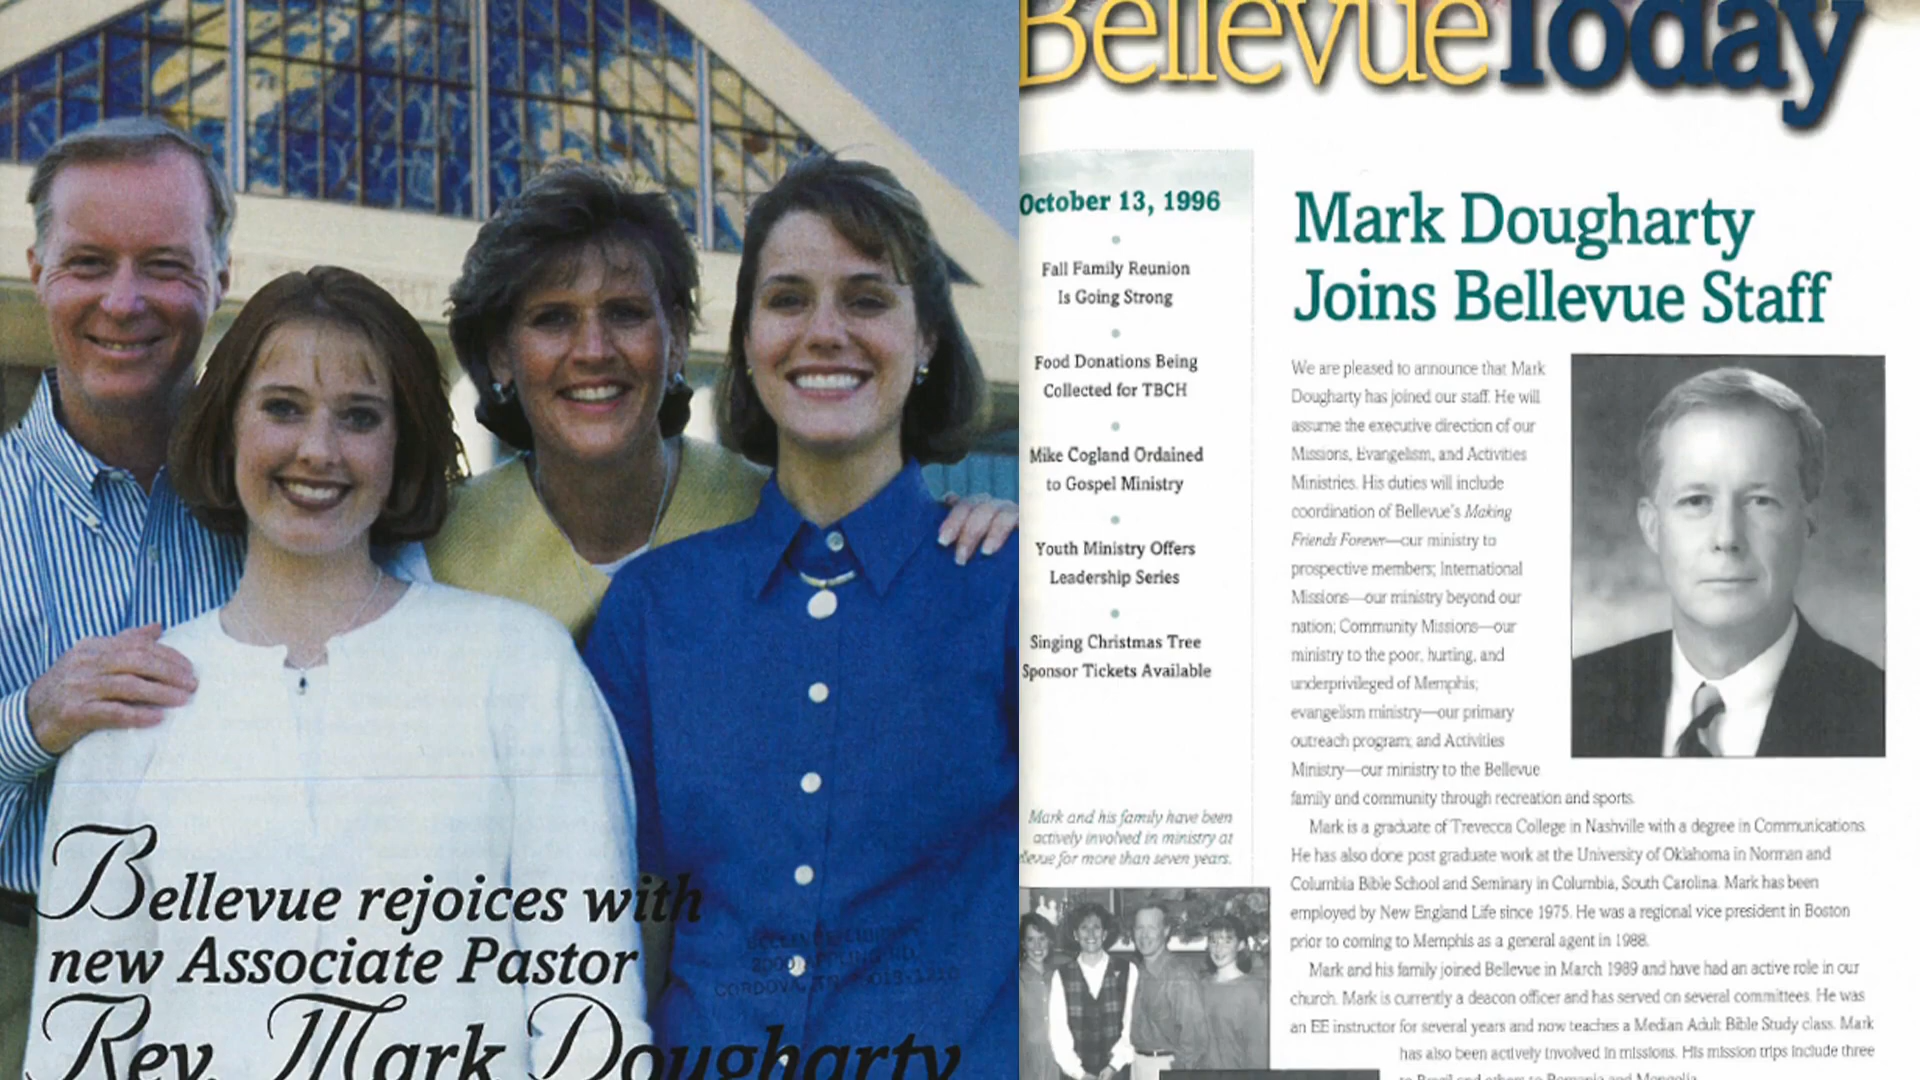 Bellevue rejoices with
new Associate Pastor
Rev. Mark Dougharty
BellevueToday
October 13, 1996
Fall Family Reunion
Is Going Strong
Food Donations Being
Collected for TBCH
Mike Cogland Ordained
to Gospel Ministry
Youth Ministry Offers
Leadership Series
Singing Christmas Tree
Sponsor Tickets Available
Mark and his family have been
actively involved in ministry at
for more than seven years.
Mark Dougharty
Joins Bellevue Staff
We are pleased to announce that Mark
Dougharty has joined our staff. He will
assume the executive direction of our
Missions, Evangelism, and Activities
Ministries. His duties will include
coordination of Bellevue's Making
Friends Forever—our ministry to
prospective members; International
Missions—our ministry beyond our
nation; Community Missions—our
ministry to the poor, hurting, and
underprivileged of Memphis;
evangelism ministry—our primary
outreach program; and Activities
Ministry—our ministry to the Bellevue
family and community through recreation and sports.
Mark is a graduate of Trevecca College in Nashville with a degree in Communications.
He has also done post graduate work at the University of Oklahoma in Norman and
Columbia Bible School and Seminary in Columbia, South Carolina. Mark has been
employed by New England Life since 1975. He was a regional vice president in Boston
prior to coming to Memphis as a general agent in 1988.
Mark and his family joined Bellevue in March 1989 and have had an active role in our
church. Mark is currently a deacon officer and has served on several committees. He was
an EE instructor for several years and now teaches a Median Adult Bible Study class. Mark
has also been actively involved in missions. His mission trips include three
to Brazil and others to Romania and Mongolia.